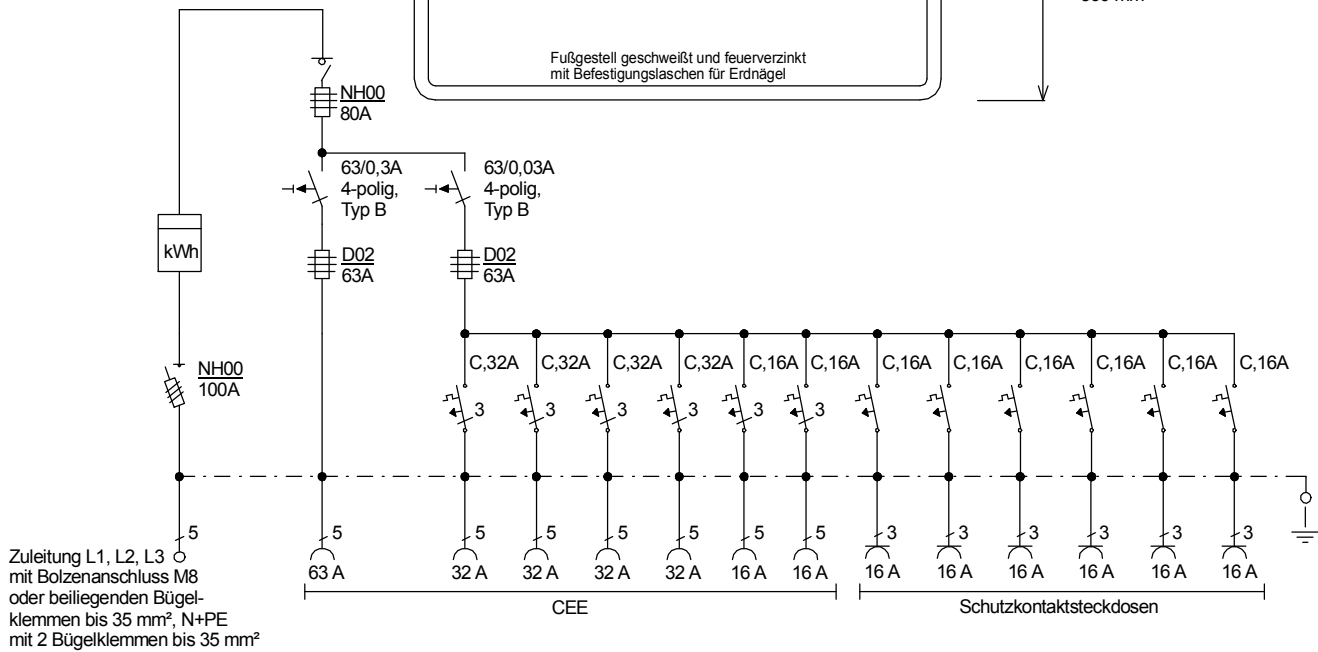 Fußgestell geschweißt und feuerverzinkt
mit Befestigungslaschen für Erdnägel
NH00
80A
63/0,3A
4-polig,
Typ B
63/0,03A
4-polig,
Typ B
kWh
D02
63A
D02
63A
NH00
100A
C,32A C,32A C,32A C,32A C,16A C,16A C,16A C,16A C,16A C,16A C,16A C,16A
3 3 3 3 3 3
5 5 5 5 5 5 5 5 3 3 3 3 3 3
63 A 32 A 32 A 32 A 32 A 16 A 16 A 16 A 16 A 16 A 16 A 16 A 16 A
CEE
Schutzkontaktsteckdosen
Zuleitung L1, L2, L3
mit Bolzenanschluss M8
oder beiliegenden Bügel-
klemmen bis 35 mm², N+PE
mit 2 Bügelklemmen bis 35 mm²